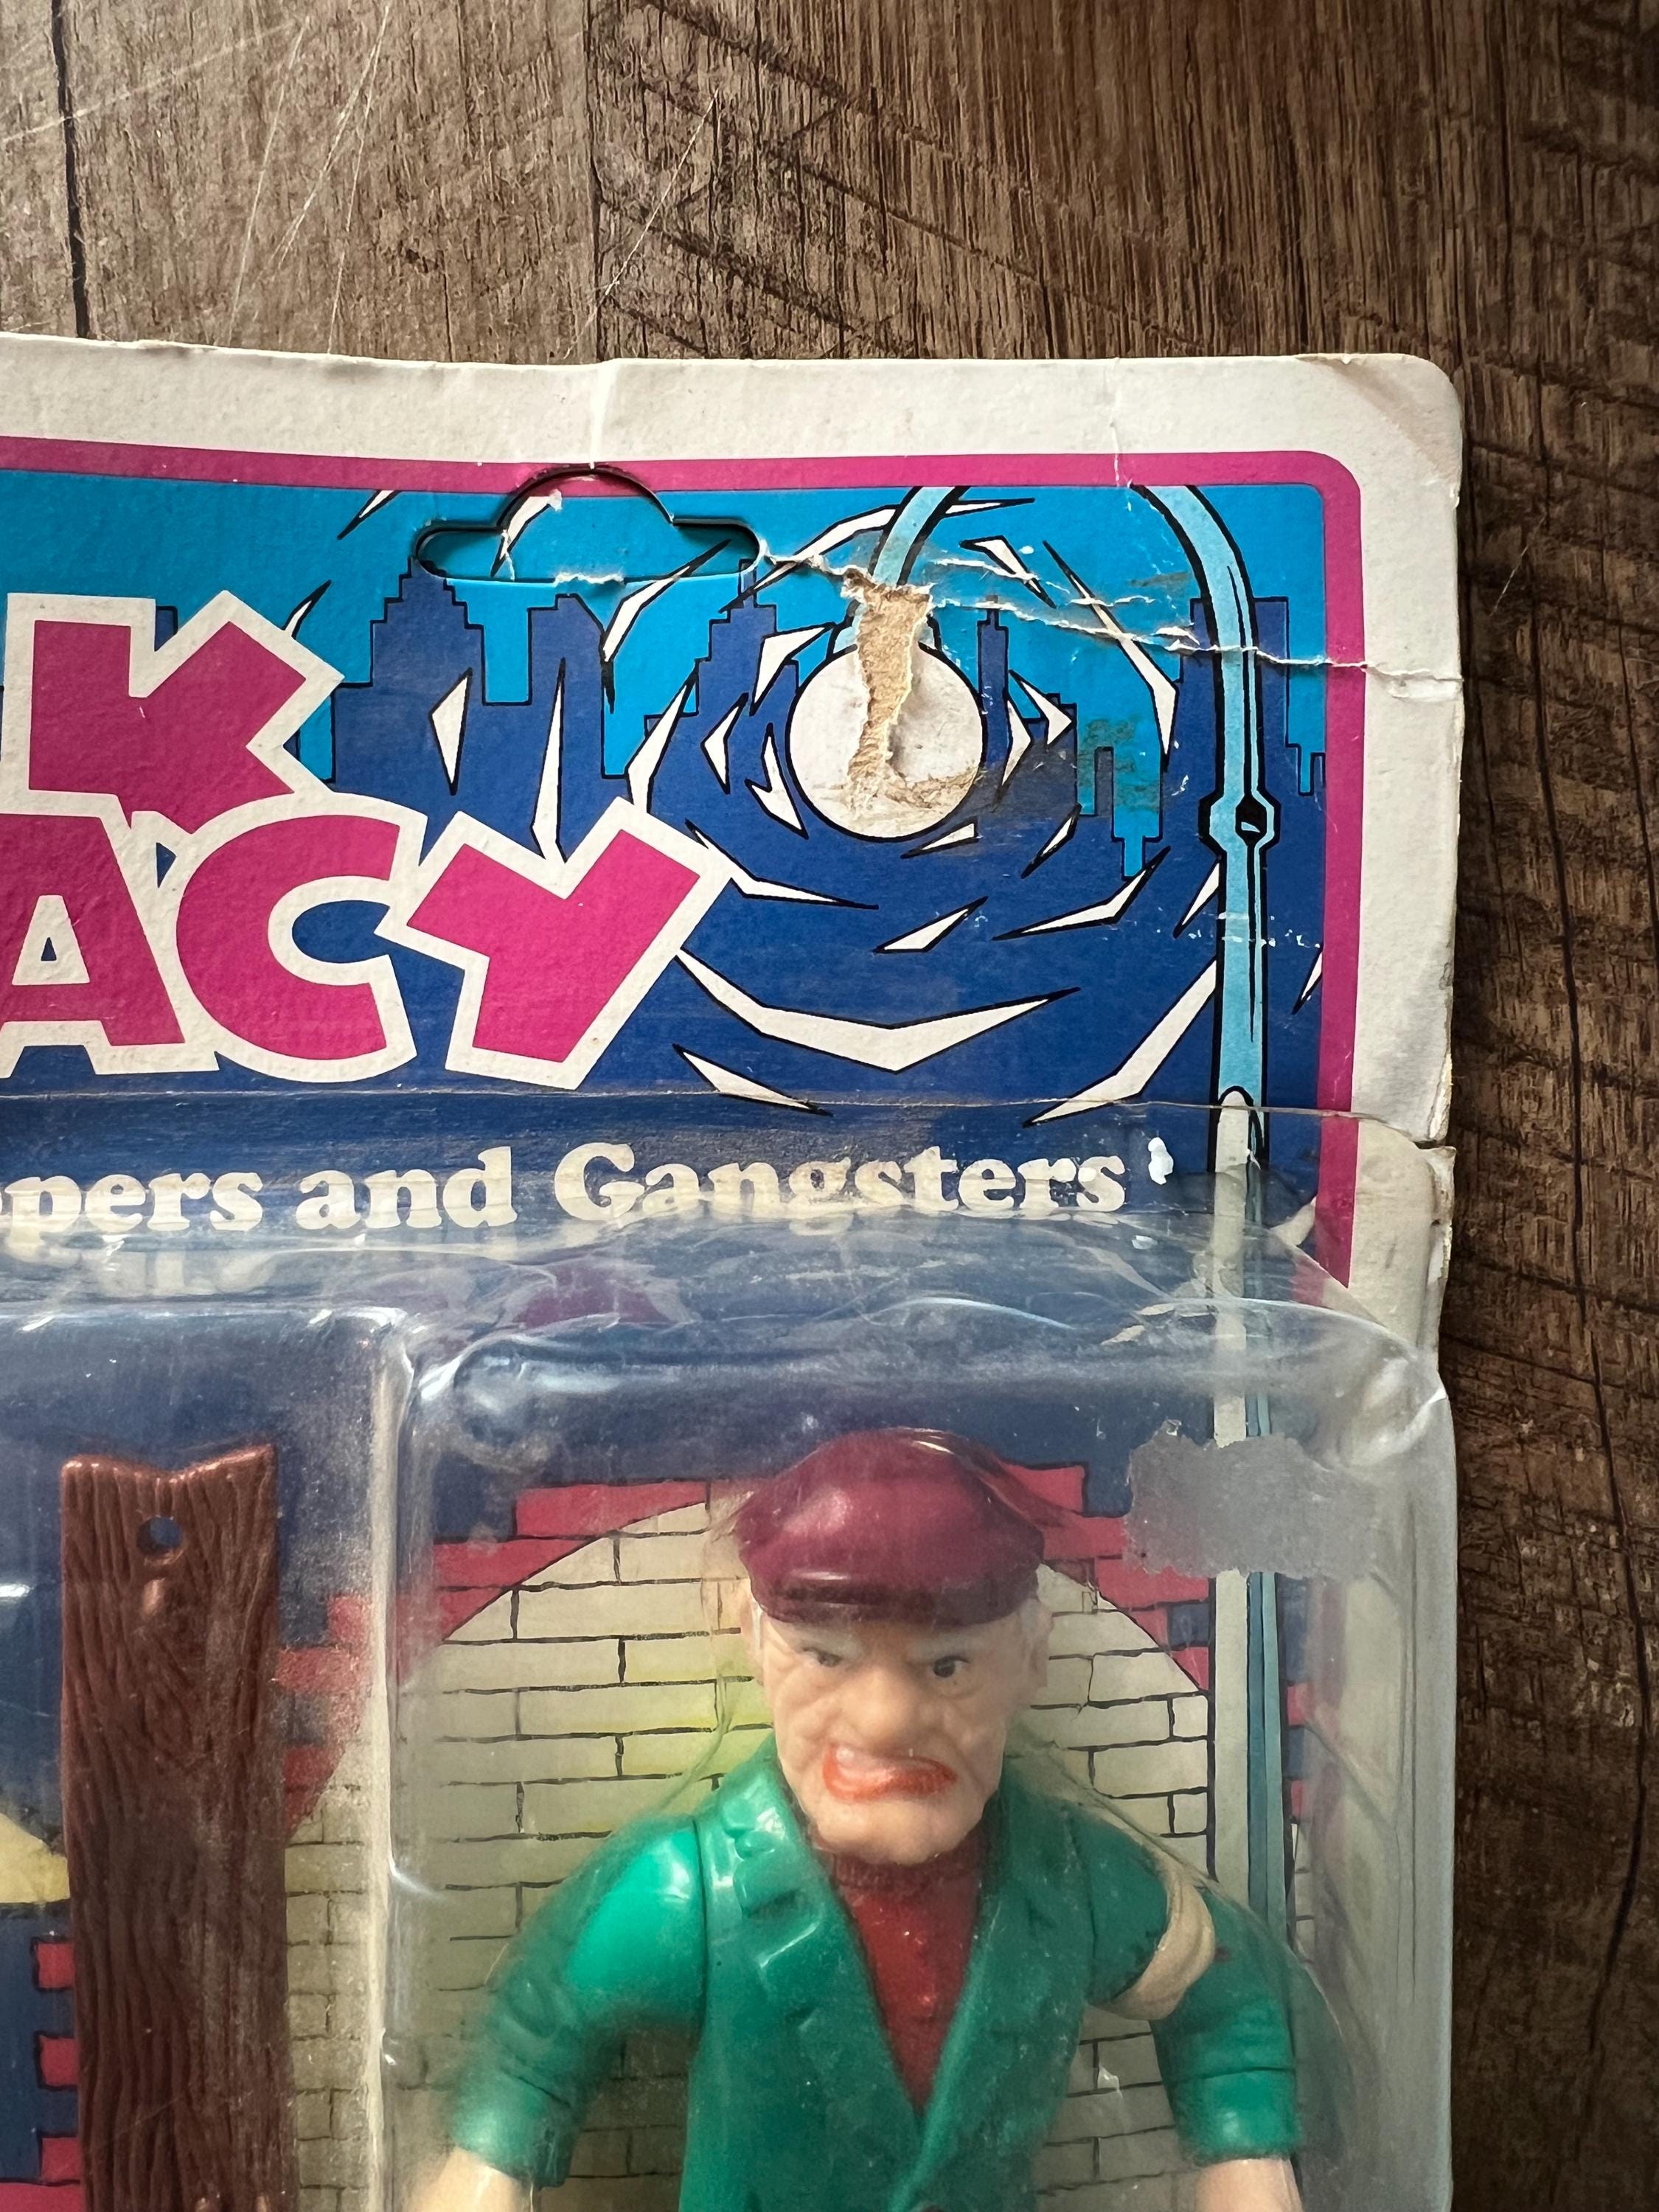 K
ACY
pers and Gangsters